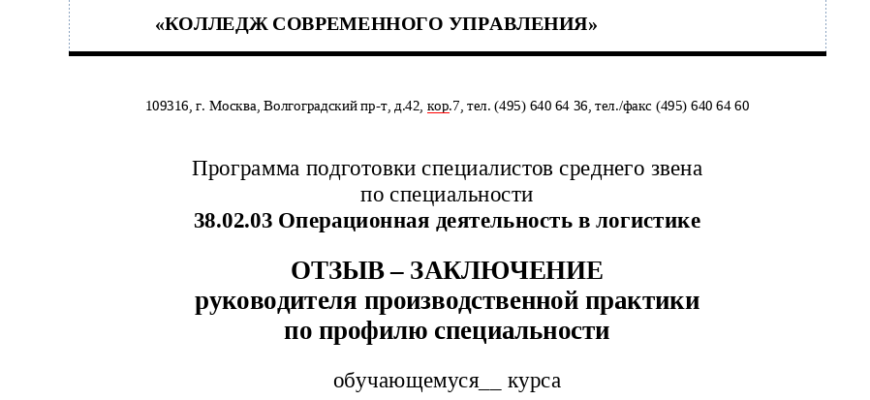 «КОЛЛЕДЖ СОВРЕМЕННОГО УПРАВЛЕНИЯ»
109316, г. Москва, Волгоградский пр-т, д.42, кор.7, тел. (495) 640 64 36, тел./факс (495) 640 64 60
Программа подготовки специалистов среднего звена
по специальности
38.02.03 Операционная деятельность в логистике
ОТЗЫВ – ЗАКЛЮЧЕНИЕ
руководителя производственной практики
по профилю специальности
обучающемуся__ курса